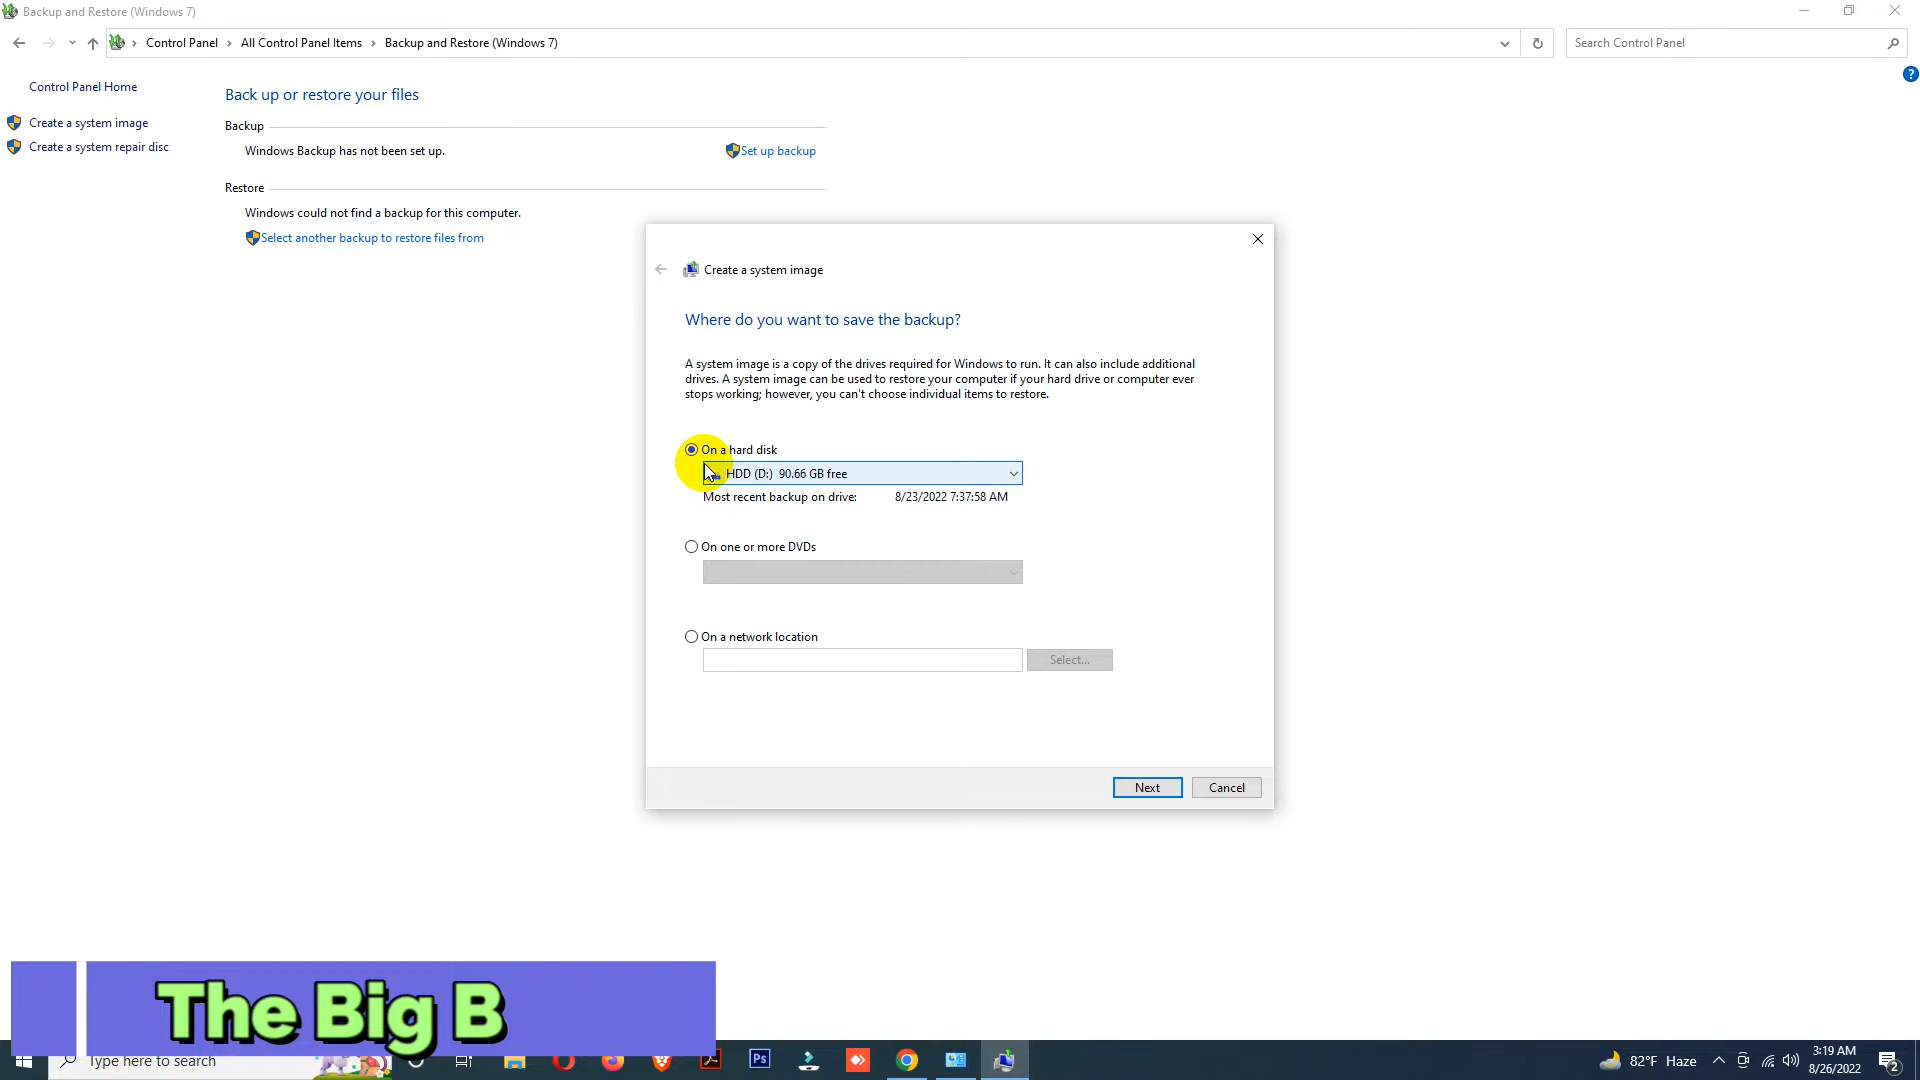 Backup and Restore (Windows 7)
Control Panel
All Control Panel Items
Backup and Restore (Windows 7)
Search Control Panel
?
Control Panel Home
Create a system image
Create a system repair disc
Back up or restore your files
Backup
Windows Backup has not been set up.
Set up backup
Restore
Windows could not find a backup for this computer.
Select another backup to restore files from
Create a system image
Where do you want to save the backup?
A system image is a copy of the drives required for Windows to run. It can also include additional
drives. A system image can be used to restore your computer if your hard drive or computer ever
stops working; however, you can't choose individual items to restore.
On a hard disk
HDD (D:) 90.66 GB free
Most recent backup on drive: 8/23/2022 7:37:58 AM
On one or more DVDs
On a network location
Select...
Next
Cancel
The Big B
Type here to search
Ps
82°F Haze
3:19 AM
8/26/2022
2